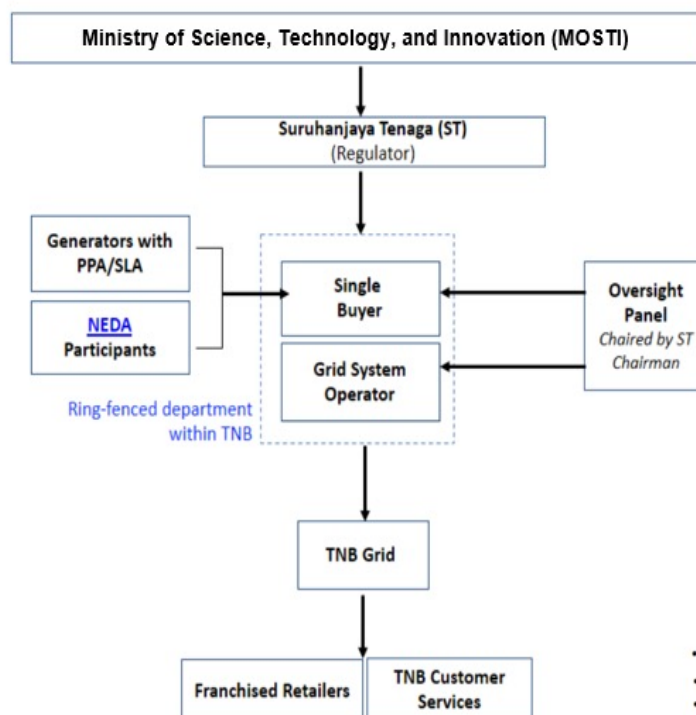 Ministry of Science, Technology, and Innovation (MOSTI)
Suruhanjaya Tenaga (ST)
(Regulator)
Generators with
PPA/SLA
NEDA
Participants
Single
Buyer
Grid System
Operator
Oversight
Panel
Chaired by ST
Chairman
Ring-fenced department
within TNB
TNB Grid
Franchised Retailers
TNB Customer
Services